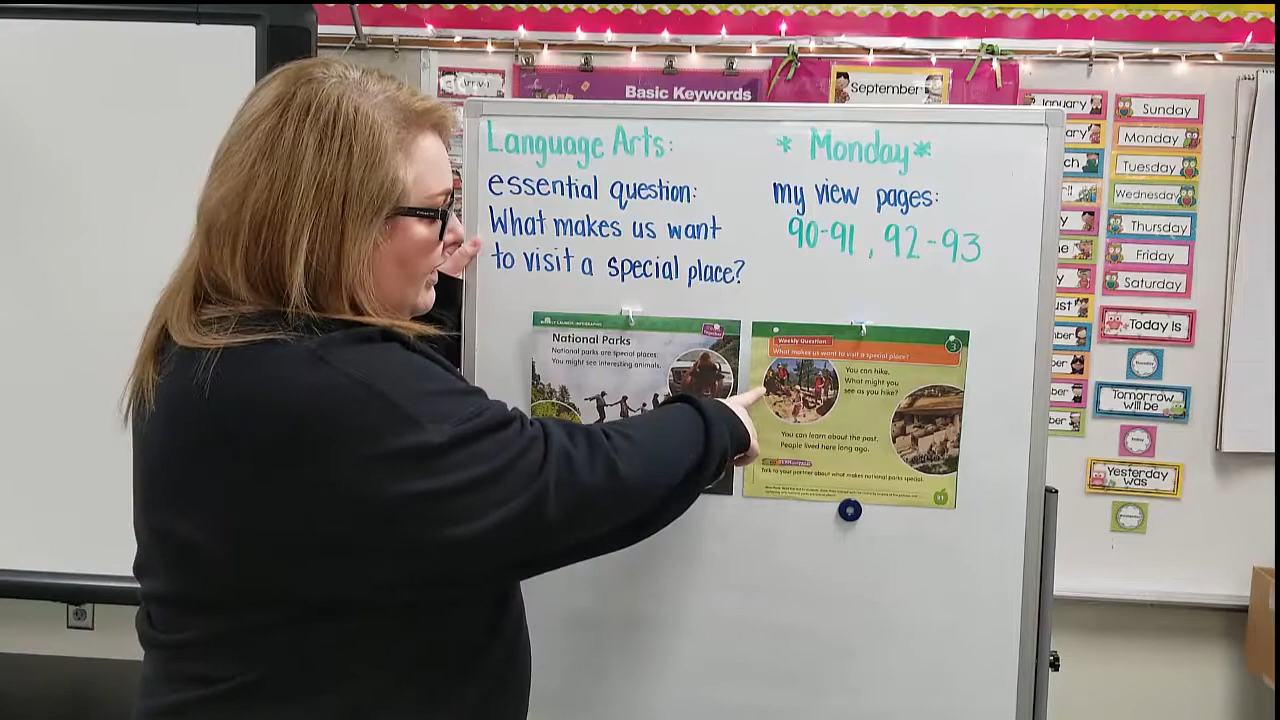 Basic Keywords
September
Language Arts:
essential question:
What makes us want
to visit a special place?
* Monday *
my view pages:
90-91, 92-93
National Parks
National parks are special places.
You might see interesting animals.
Weekly Question
What makes us want to visit a special place?
3
You can hike.
What might you
see as you hike?
You can learn about the past.
People lived here long ago.
Talk to your partner about what makes national parks special.
91
January
Sunday
Monday
Tuesday
Wednesday
Thursday
Friday
Saturday
Today is
Tomorrow
will be
Yesterday
was